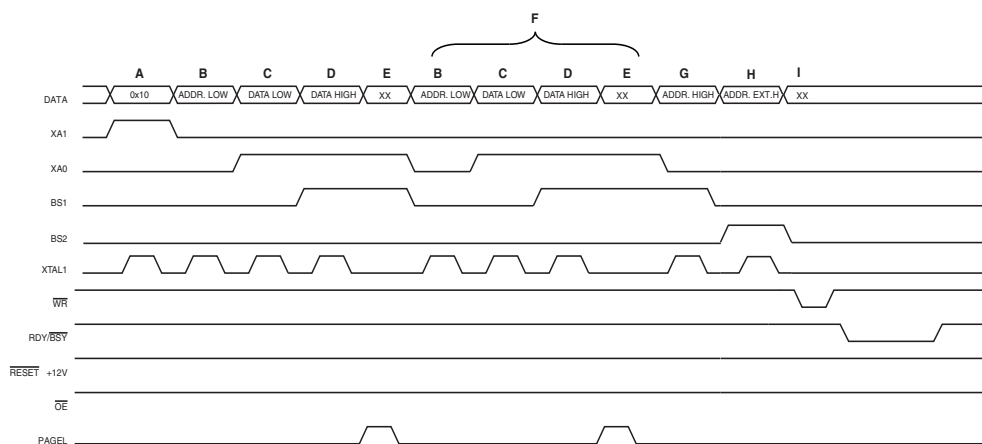 F
A B C D E B C D E G H I
DATA 0x10 ADDR. LOW DATA LOW DATA HIGH XX ADDR. LOW DATA LOW DATA HIGH XX ADDR. HIGH ADDR. EXT.H XX
XA1
XA0
BS1
BS2
XTAL1
WR
RDY/BSY
RESET +12V
OE
PAGEL